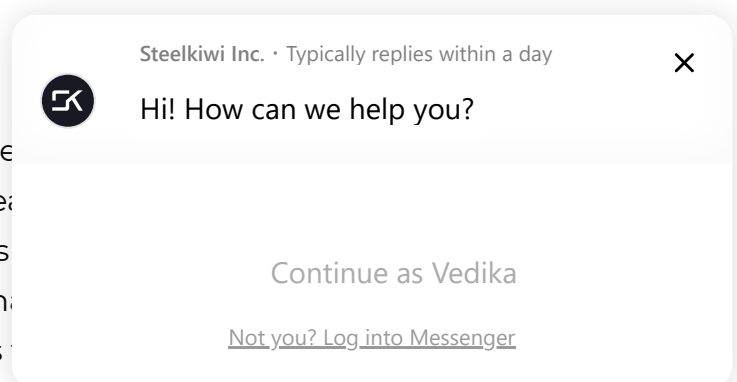 Steelkiwi Inc. · Typically replies within a day
Hi! How can we help you?
Continue as Vedika
Not you? Log into Messenger